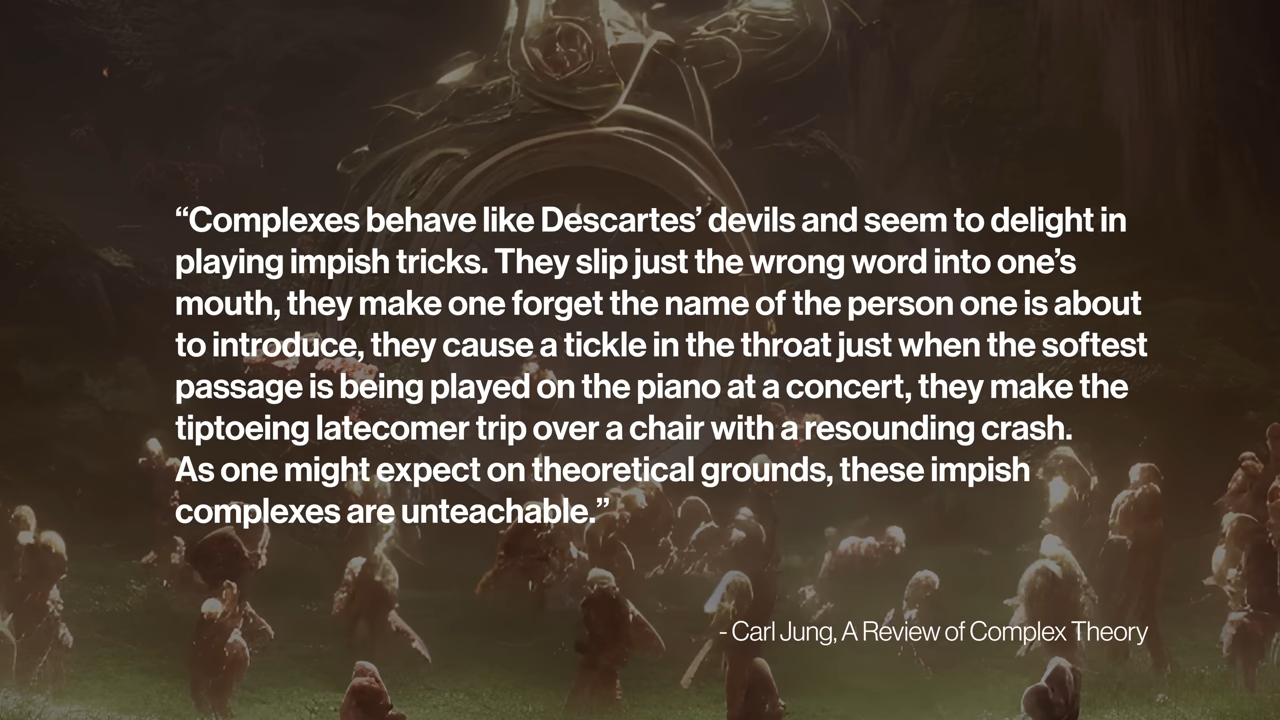 “Complexes behave like Descartes’ devils and seem to delight in
playing impish tricks. They slip just the wrong word into one’s
mouth, they make one forget the name of the person one is about
to introduce, they cause a tickle in the throat just when the softest
passage is being played on the piano at a concert, they make the
tiptoeing latecomer trip over a chair with a resounding crash.
As one might expect on theoretical grounds, these impish
complexes are unteachable.”
- Carl Jung, A Review of Complex Theory